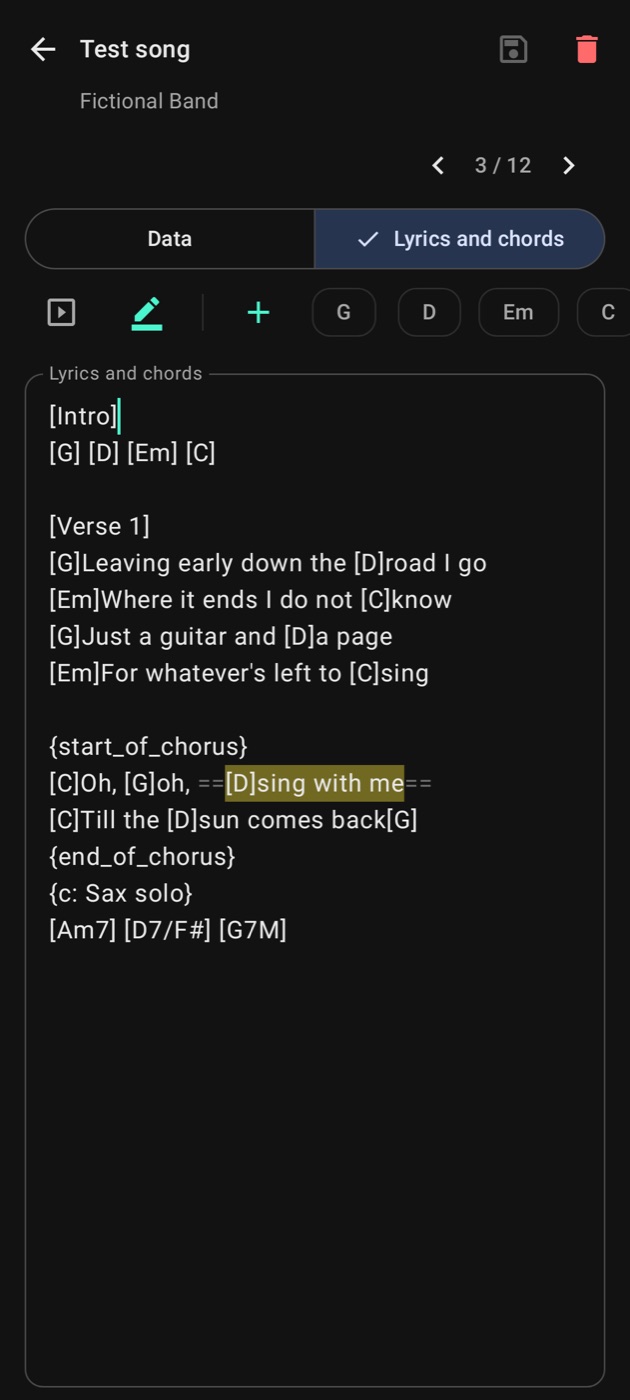 Test song
Fictional Band
3 / 12
Data
Lyrics and chords
G D Em C
Lyrics and chords
[Intro]
[G] [D] [Em] [C]
[Verse 1]
[G]Leaving early down the [D]road I go
[Em]Where it ends I do not [C]know
[G]Just a guitar and [D]a page
[Em]For whatever's left to [C]sing
{start_of_chorus}
[C]Oh, [G]oh, ==[D]sing with me==
[C]Till the [D]sun comes back[G]
{end_of_chorus}
{c: Sax solo}
[Am7] [D7/F#] [G7M]